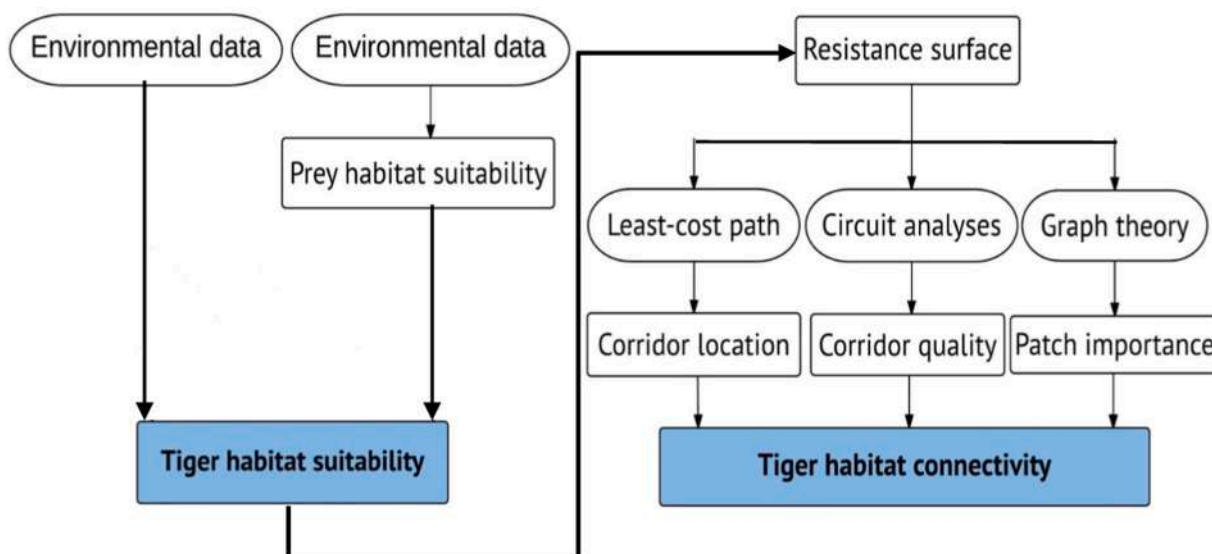 Environmental data
Environmental data
Prey habitat suitability
Tiger habitat suitability
Resistance surface
Least-cost path
Circuit analyses
Graph theory
Corridor location
Corridor quality
Patch importance
Tiger habitat connectivity